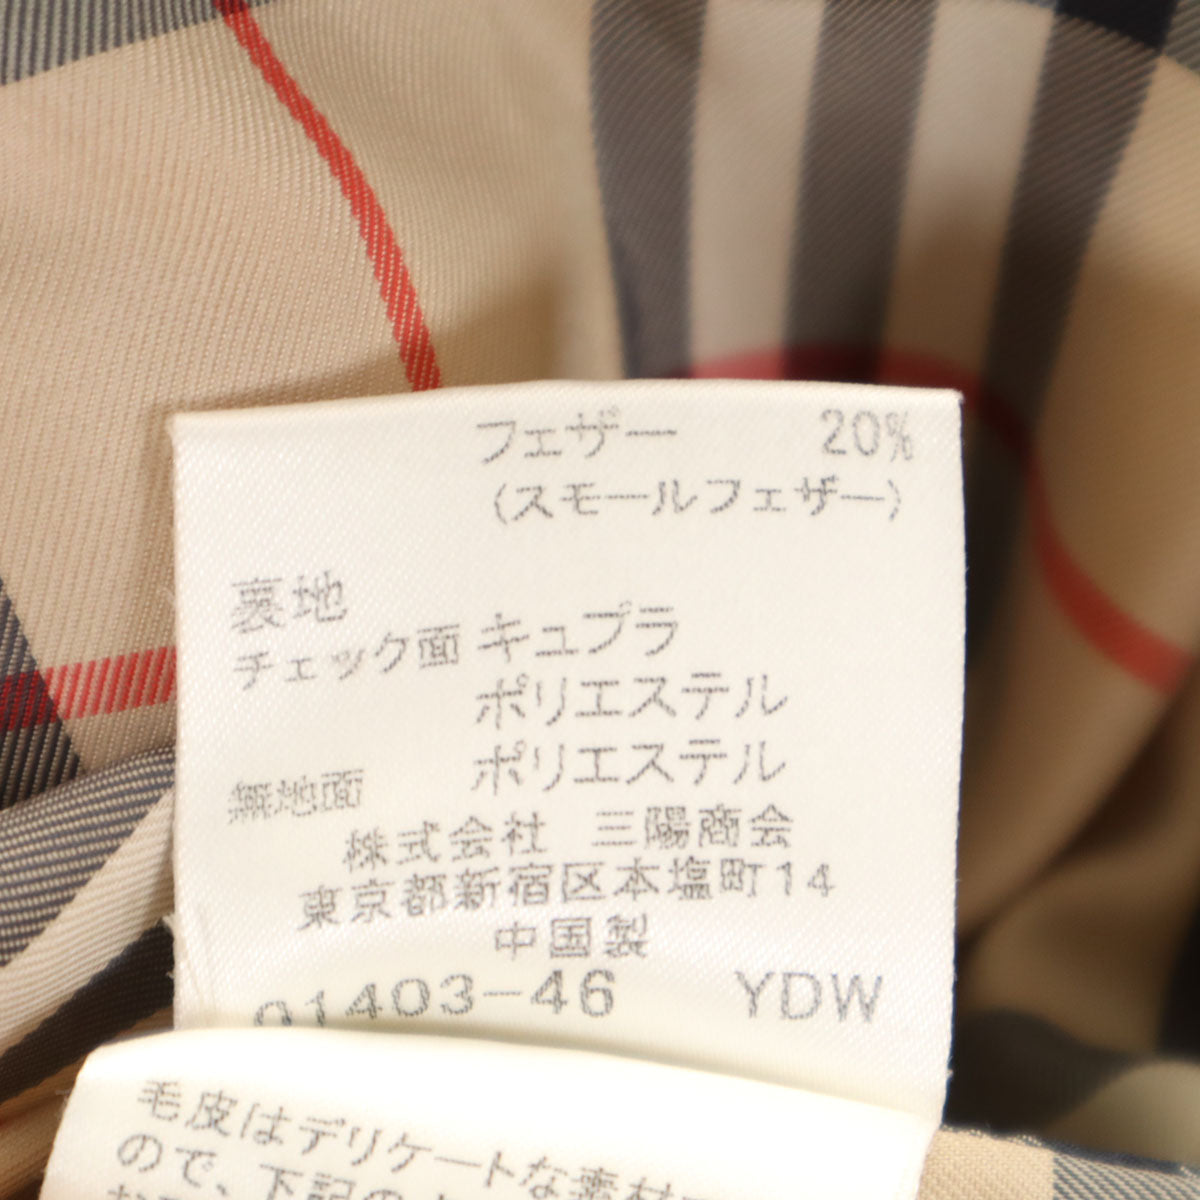 フェザー 20%
(スモールフェザー)
裏地
チェック面 キュプラ
ポリエステル
無地面 ポリエステル
株式会社 三陽商会
東京都新宿区本塩町14
中国製
01403-46 YDW
毛皮はデリケートな素材
ので、下記の